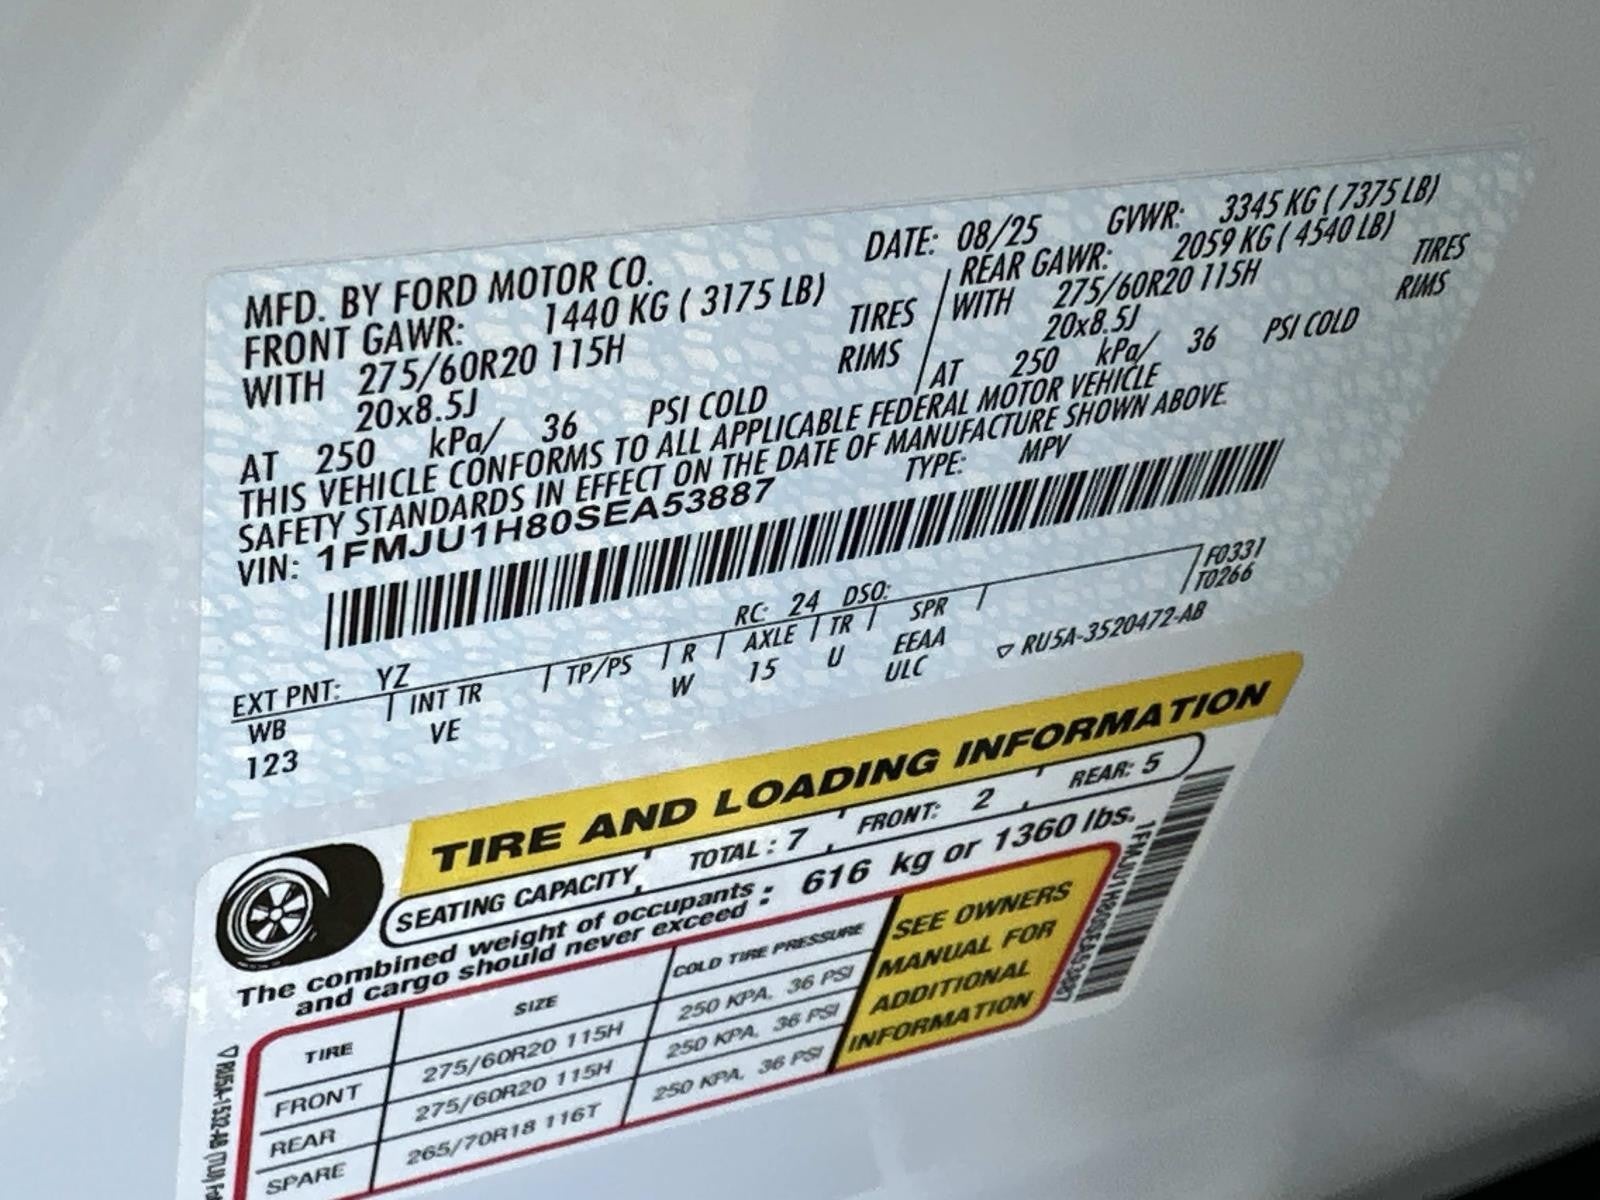 MFD. BY FORD MOTOR CO. DATE: 08/25 GVWR: 3345 KG ( 7375 LB)
FRONT GAWR: 1440 KG ( 3175 LB) REAR GAWR: 2059 KG ( 4540 LB)
WITH 275/60R20 115H TIRES WITH 275/60R20 115H TIRES
20x8.5J RIMS 20x8.5J RIMS
AT 250 kPa/ 36 PSI COLD AT 250 kPa/ 36 PSI COLD
THIS VEHICLE CONFORMS TO ALL APPLICABLE FEDERAL MOTOR VEHICLE
SAFETY STANDARDS IN EFFECT ON THE DATE OF MANUFACTURE SHOWN ABOVE.
VIN: 1FMJU1H80SEA53887 TYPE: MPV
F0331
T0266
EXT PNT: YZ RC: 24 DSO:
WB INT TR TP/PS R AXLE TR SPR
123 VE W 15 U EEAA
ULC
▽ RU5A-3520472-AB
TIRE AND LOADING INFORMATION
SEATING CAPACITY TOTAL : 7 FRONT: 2 REAR: 5
The combined weight of occupants and cargo should never exceed : 616 kg or 1360 lbs.
TIRE SIZE COLD TIRE PRESSURE
FRONT 275/60R20 115H 250 KPA, 36 PSI
REAR 275/60R20 115H 250 KPA, 36 PSI
SPARE 265/70R18 116T 250 KPA, 36 PSI
SEE OWNERS
MANUAL FOR
ADDITIONAL
INFORMATION
1FMJU1H80SEA53887
▽ RU5A-1532-AB